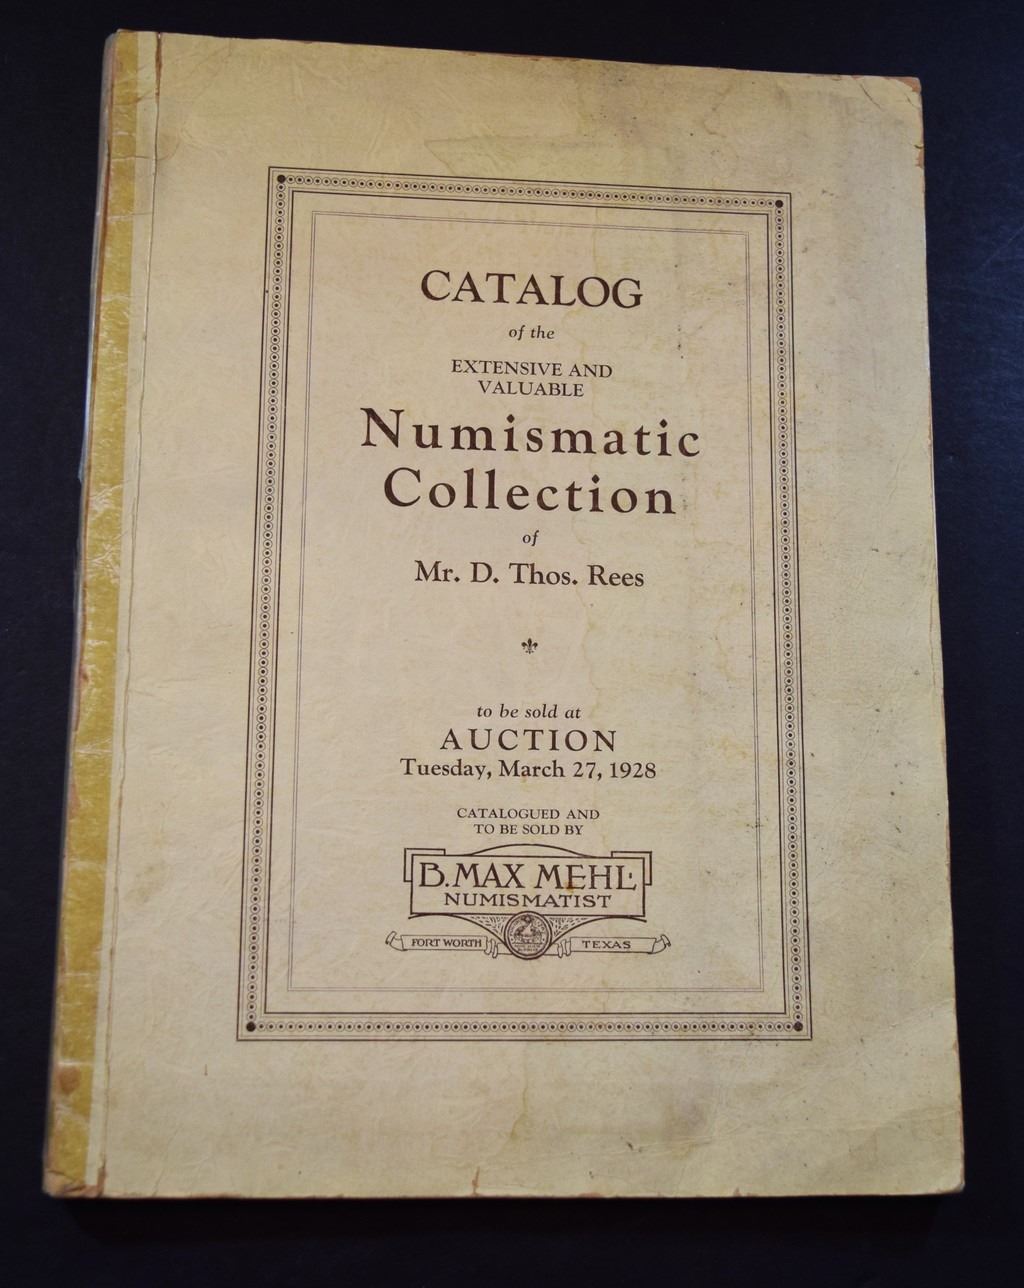 CATALOG
of the
EXTENSIVE AND
VALUABLE
Numismatic
Collection
of
Mr. D. Thos. Rees
to be sold at
AUCTION
Tuesday, March 27, 1928
CATALOGUED AND
TO BE SOLD BY
B. MAX MEHL
NUMISMATIST
FORT WORTH TEXAS